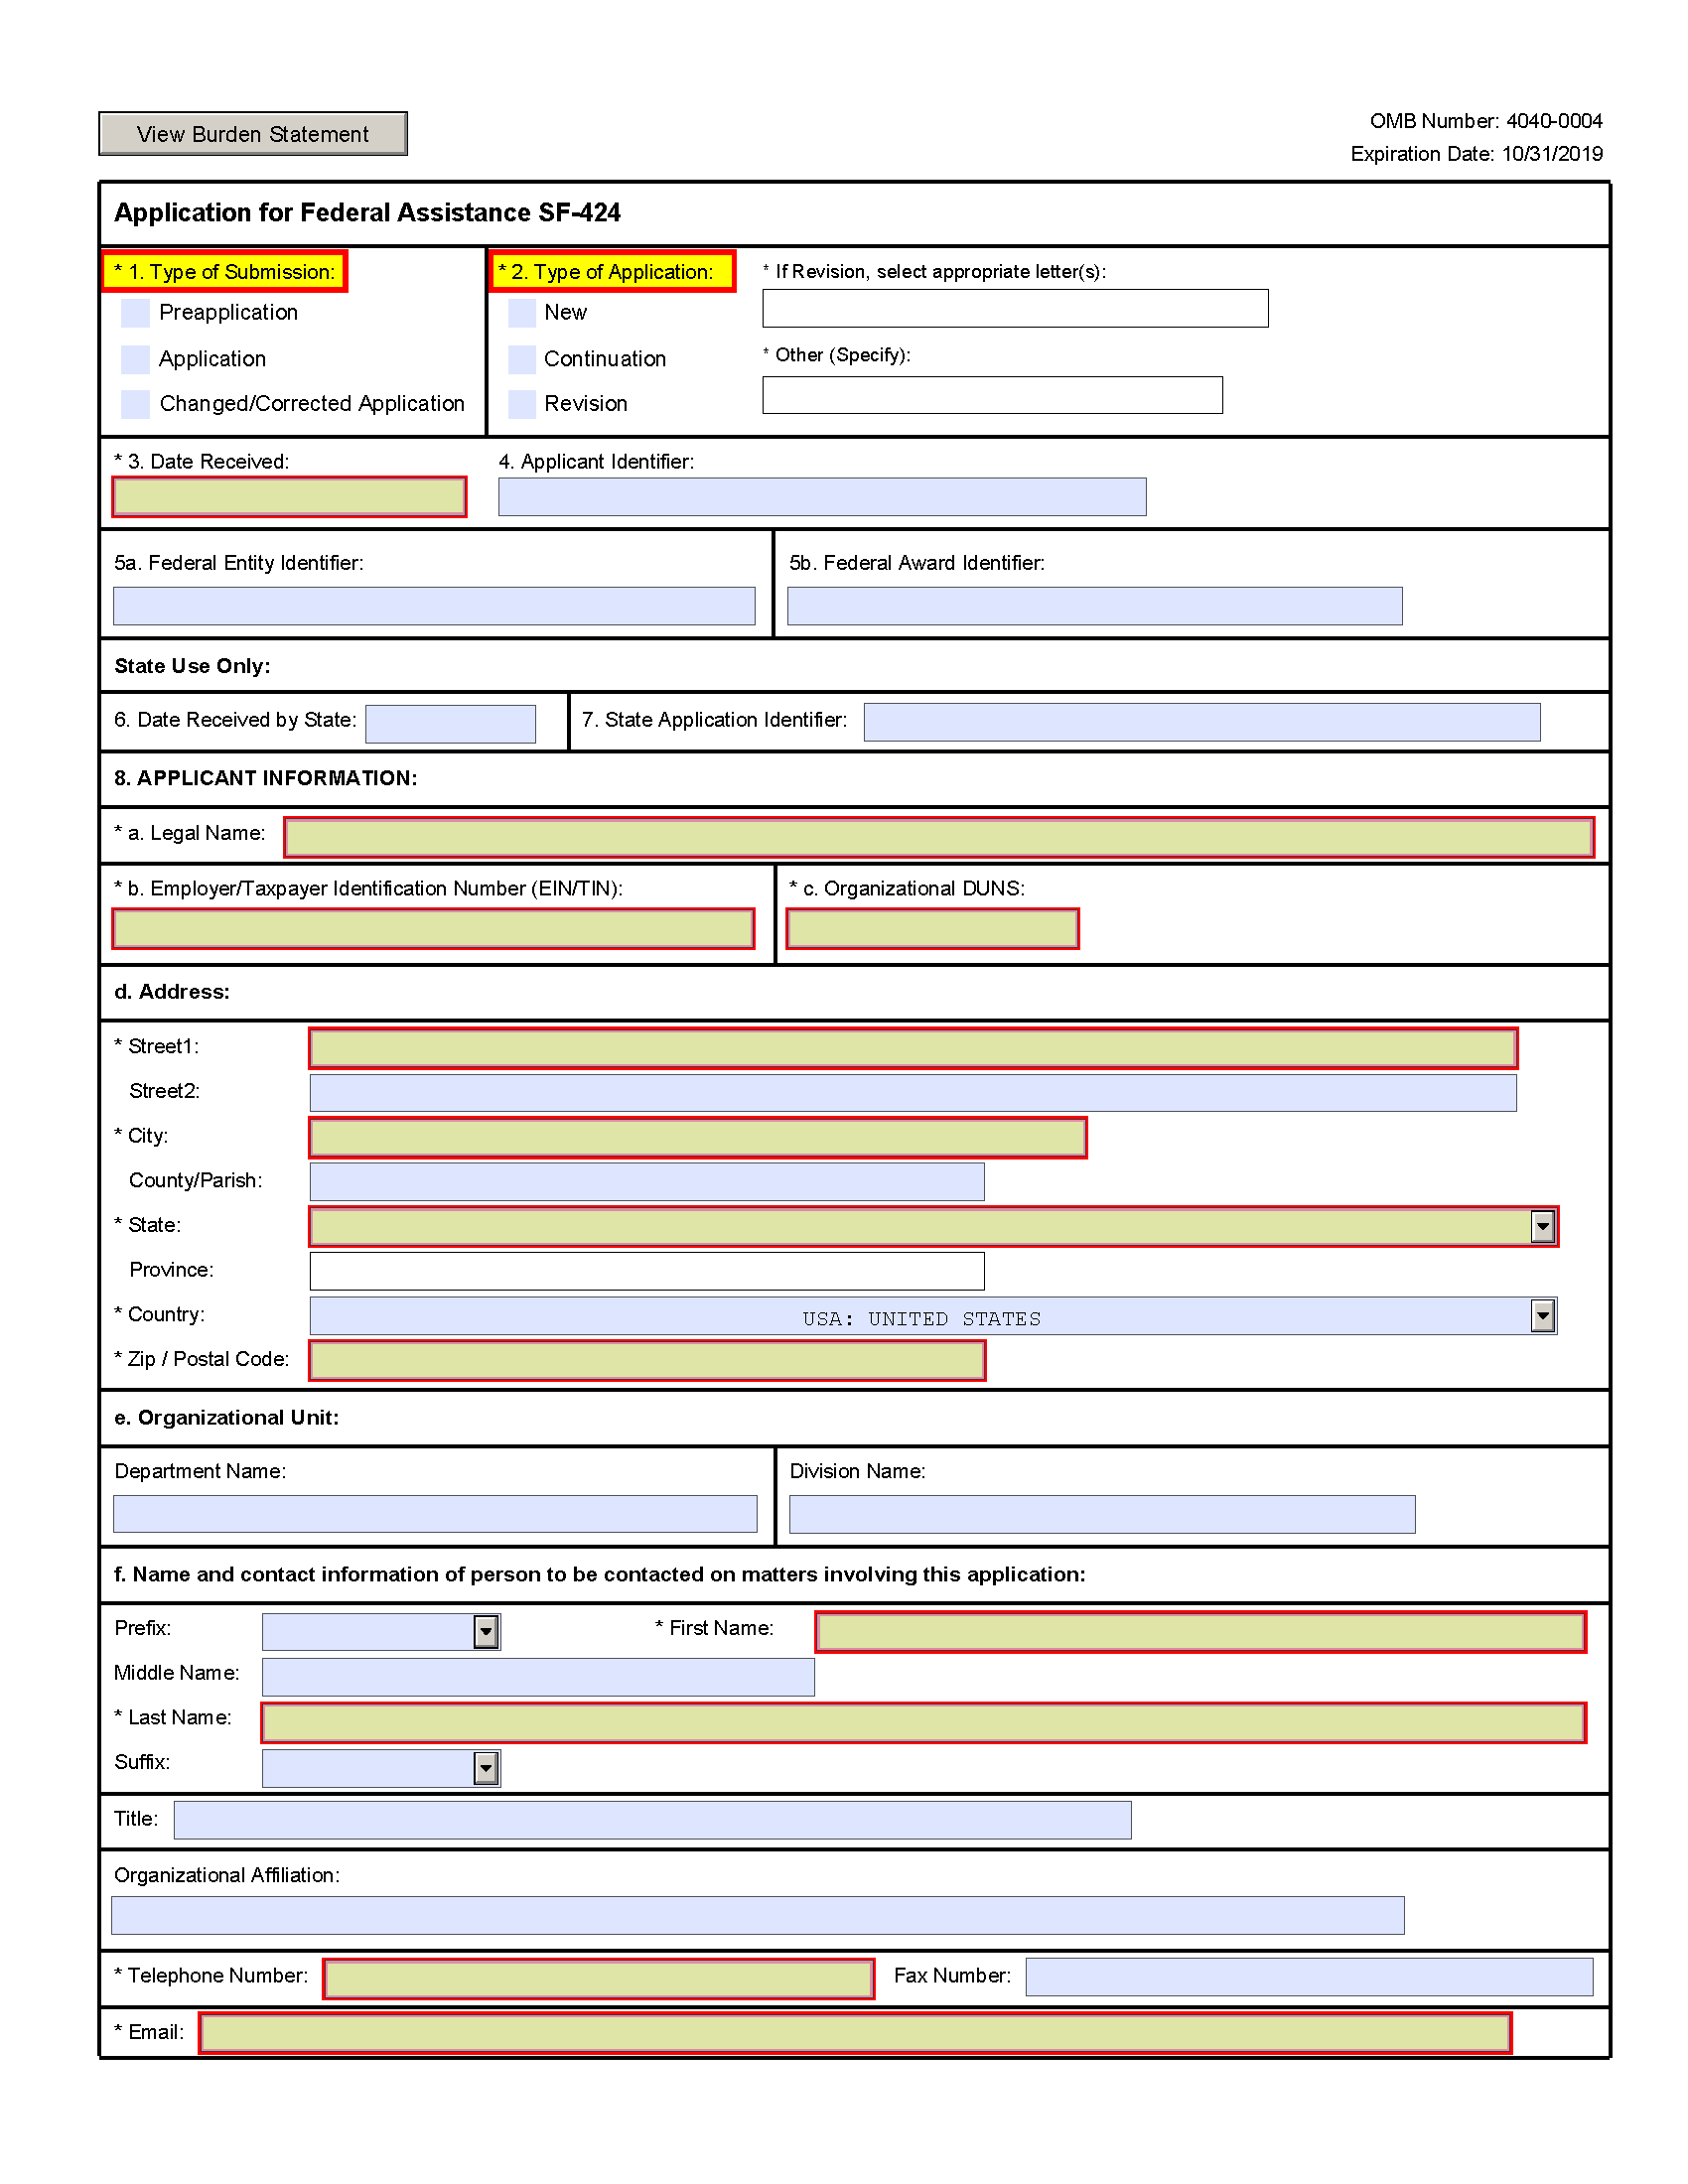 View Burden Statement
OMB Number: 4040-0004
Expiration Date: 10/31/2019
Application for Federal Assistance SF-424
* 1. Type of Submission:
Preapplication
Application
Changed/Corrected Application
* 2. Type of Application:
New
Continuation
Revision
* If Revision, select appropriate letter(s):
* Other (Specify):
* 3. Date Received:
4. Applicant Identifier:
5a. Federal Entity Identifier:
5b. Federal Award Identifier:
State Use Only:
6. Date Received by State:
7. State Application Identifier:
8. APPLICANT INFORMATION:
* a. Legal Name:
* b. Employer/Taxpayer Identification Number (EIN/TIN):
* c. Organizational DUNS:
d. Address:
* Street1:
Street2:
* City:
County/Parish:
* State:
Province:
* Country:
USA: UNITED STATES
* Zip / Postal Code:
e. Organizational Unit:
Department Name:
Division Name:
f. Name and contact information of person to be contacted on matters involving this application:
Prefix:
* First Name:
Middle Name:
* Last Name:
Suffix:
Title:
Organizational Affiliation:
* Telephone Number:
Fax Number:
* Email: